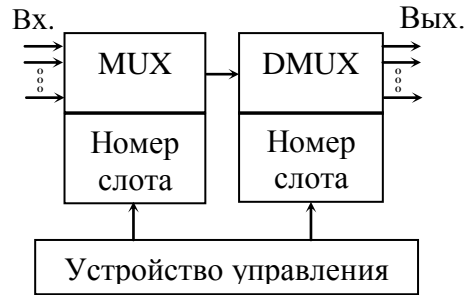 Вх.
Вых.
MUX
DMUX
Номер
слота
Номер
слота
Устройство управления